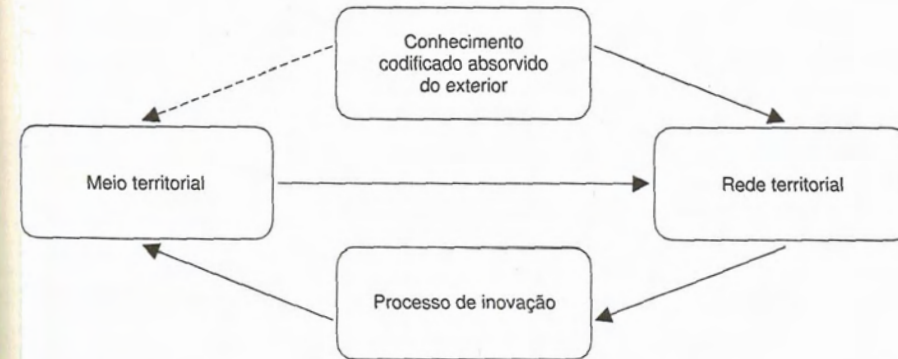 Conhecimento
codificado absorvido
do exterior
Meio territorial
Rede territorial
Processo de inovação